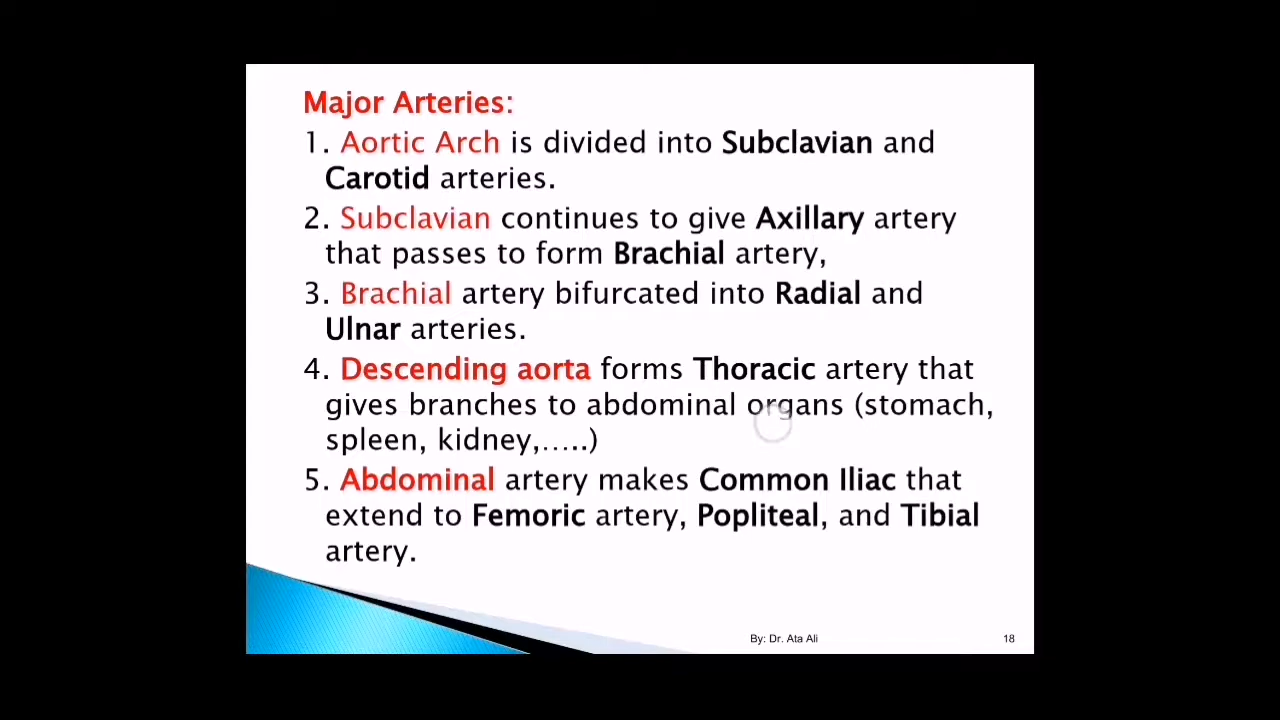 Major Arteries:
1. Aortic Arch is divided into Subclavian and
Carotid arteries.
2. Subclavian continues to give Axillary artery
that passes to form Brachial artery,
3. Brachial artery bifurcated into Radial and
Ulnar arteries.
4. Descending aorta forms Thoracic artery that
gives branches to abdominal organs (stomach,
spleen, kidney,…..)
5. Abdominal artery makes Common Iliac that
extend to Femoric artery, Popliteal, and Tibial
artery.
By: Dr. Ata Ali
18